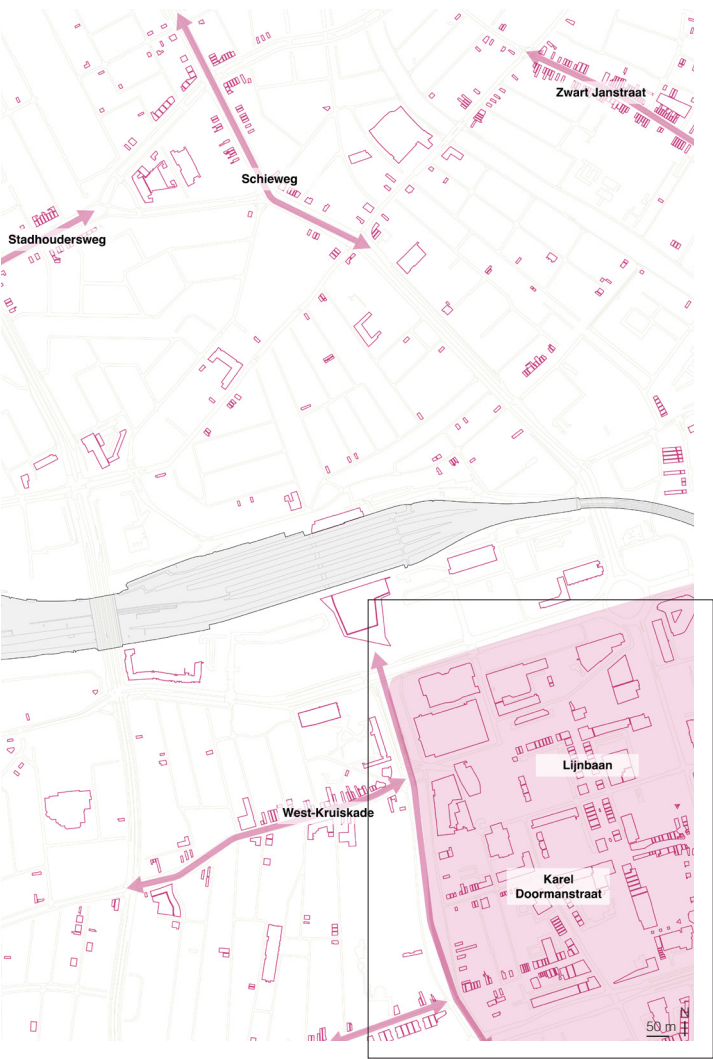 Zwart Janstraat
Schieweg
Stadhoudersweg
Lijnbaan
West-Kruiskade
Karel
Doormanstraat
50 m
N